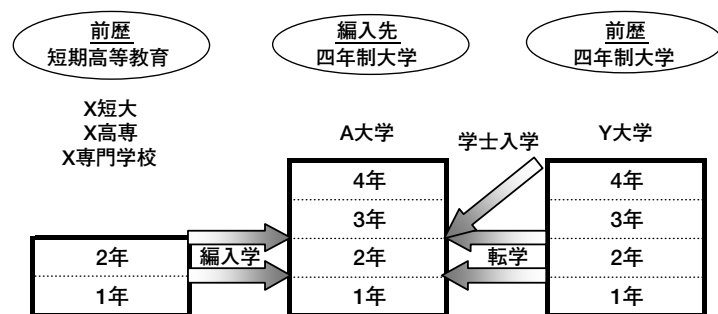 前歴
短期高等教育
編入先
四年制大学
前歴
四年制大学
X短大
X高専
X専門学校
A大学
学士入学
Y大学
4年
3年
2年
1年
編入学
4年
3年
2年
1年
転学
2年
1年